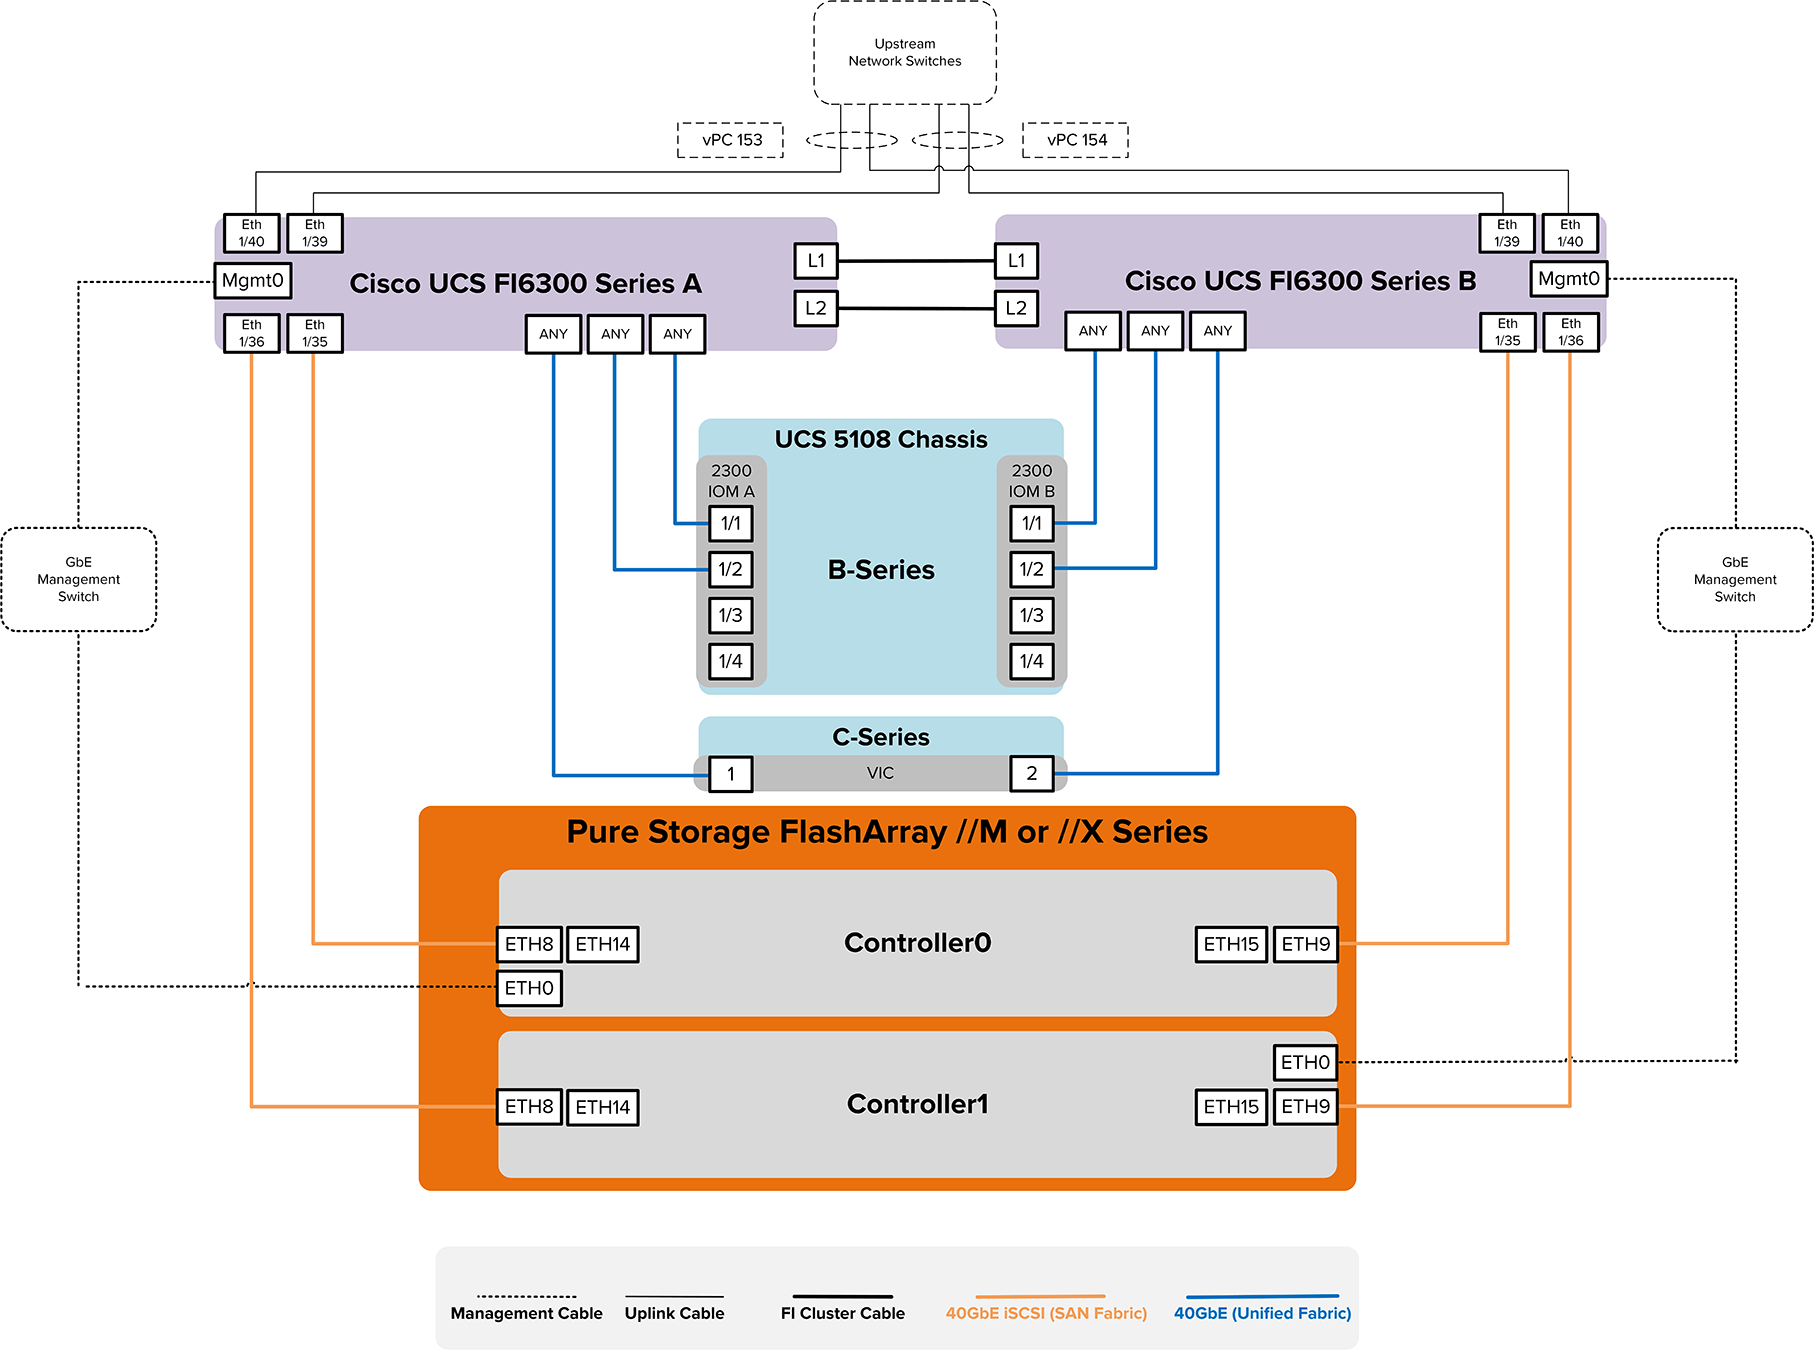 Upstream
Network Switches
vPC 153
vPC 154
Eth
1/40
Eth
1/39
Eth
1/39
Eth
1/40
Mgmt0
Cisco UCS FI6300 Series A
L1
L1
Cisco UCS FI6300 Series B
Mgmt0
L2
L2
Eth
1/36
Eth
1/35
ANY
ANY
ANY
ANY
ANY
ANY
Eth
1/35
Eth
1/36
UCS 5108 Chassis
2300
IOM A
2300
IOM B
1/1
1/1
1/2
B-Series
1/2
1/3
1/3
1/4
1/4
GbE
Management
Switch
GbE
Management
Switch
C-Series
1
VIC
2
Pure Storage FlashArray //M or //X Series
ETH8
ETH14
Controller0
ETH15
ETH9
ETH0
ETH0
ETH8
ETH14
Controller1
ETH15
ETH9
Management Cable
Uplink Cable
FI Cluster Cable
40GbE iSCSI (SAN Fabric)
40GbE (Unified Fabric)